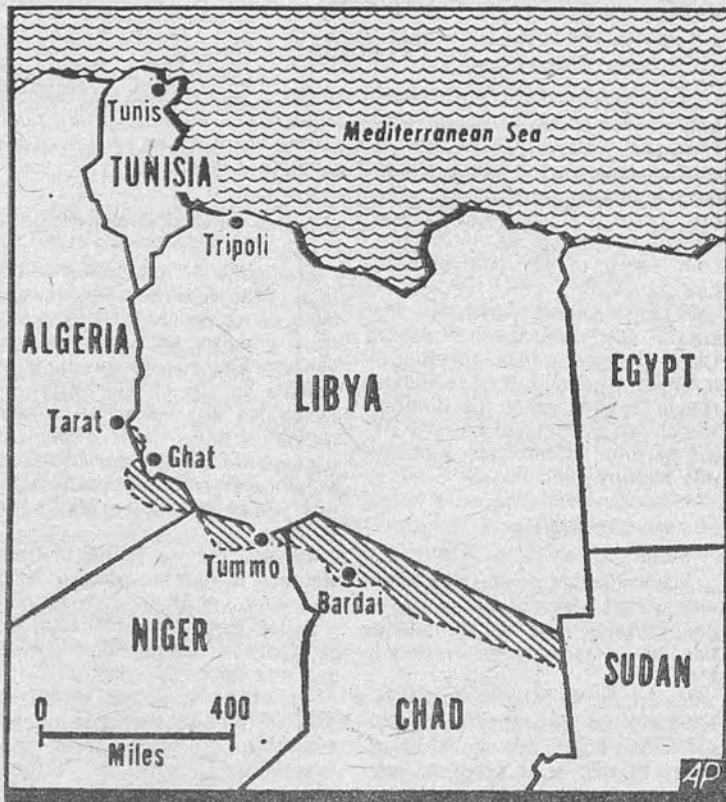 Tunis
Mediterranean Sea
TUNISIA
Tripoli
ALGERIA
LIBYA
EGYPT
Tarat
Ghat
Tummo
Bardai
NIGER
SUDAN
0 400
CHAD
Miles
AP